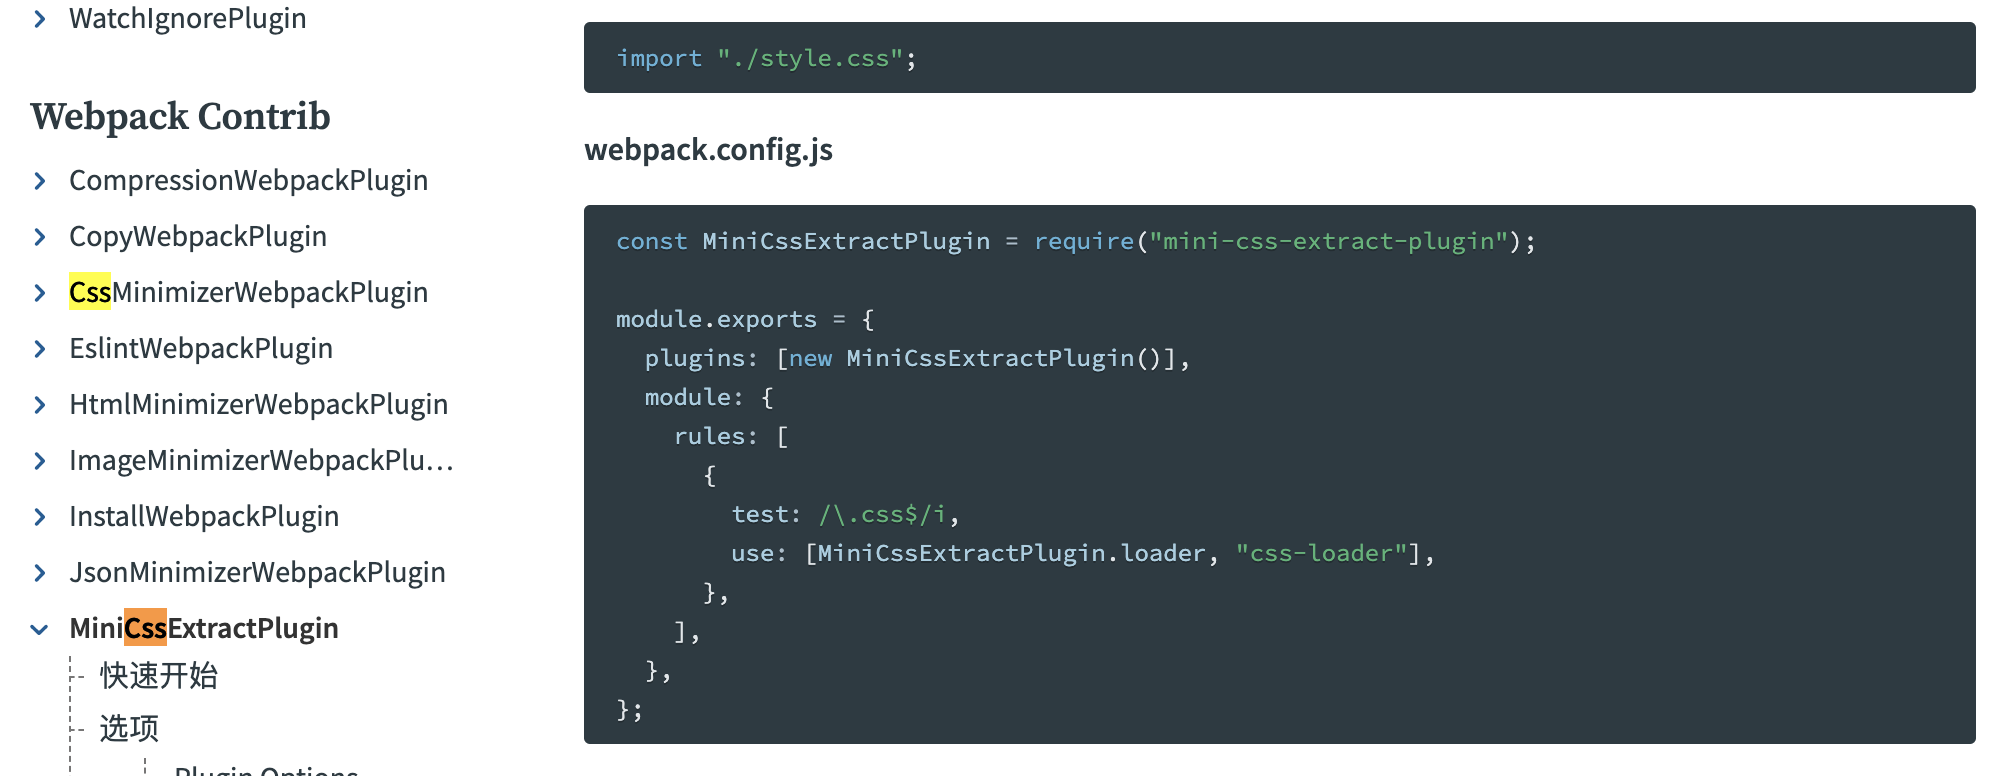 WatchIgnorePlugin
Webpack Contrib
CompressionWebpackPlugin
CopyWebpackPlugin
CssMinimizerWebpackPlugin
EslintWebpackPlugin
HtmlMinimizerWebpackPlugin
ImageMinimizerWebpackPlu…
InstallWebpackPlugin
JsonMinimizerWebpackPlugin
MiniCssExtractPlugin
快速开始
选项
Plugin Options
import "./style.css";
webpack.config.js
const MiniCssExtractPlugin = require("mini-css-extract-plugin");
module.exports = {
  plugins: [new MiniCssExtractPlugin()],
  module: {
    rules: [
      {
        test: /\.css$/i,
        use: [MiniCssExtractPlugin.loader, "css-loader"],
      },
    ],
  },
};